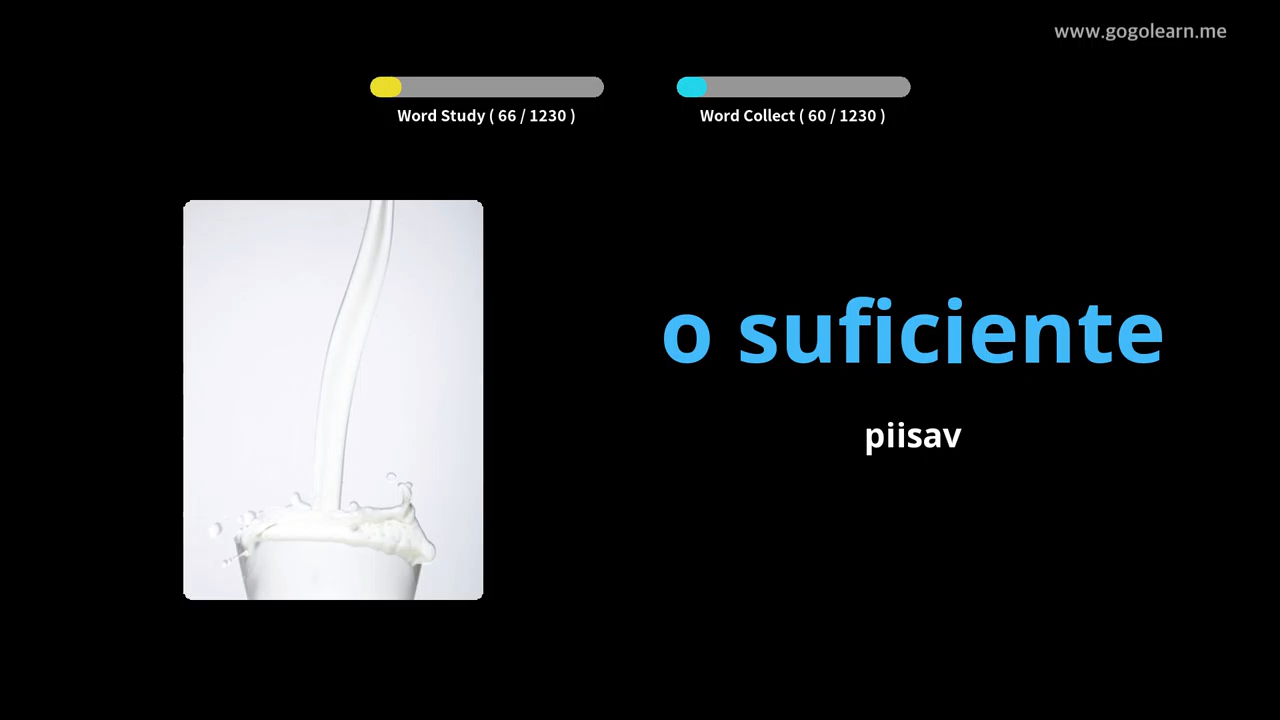 www.gogolearn.me
Word Study ( 66 / 1230 )
Word Collect ( 60 / 1230 )
o suficiente
piisav